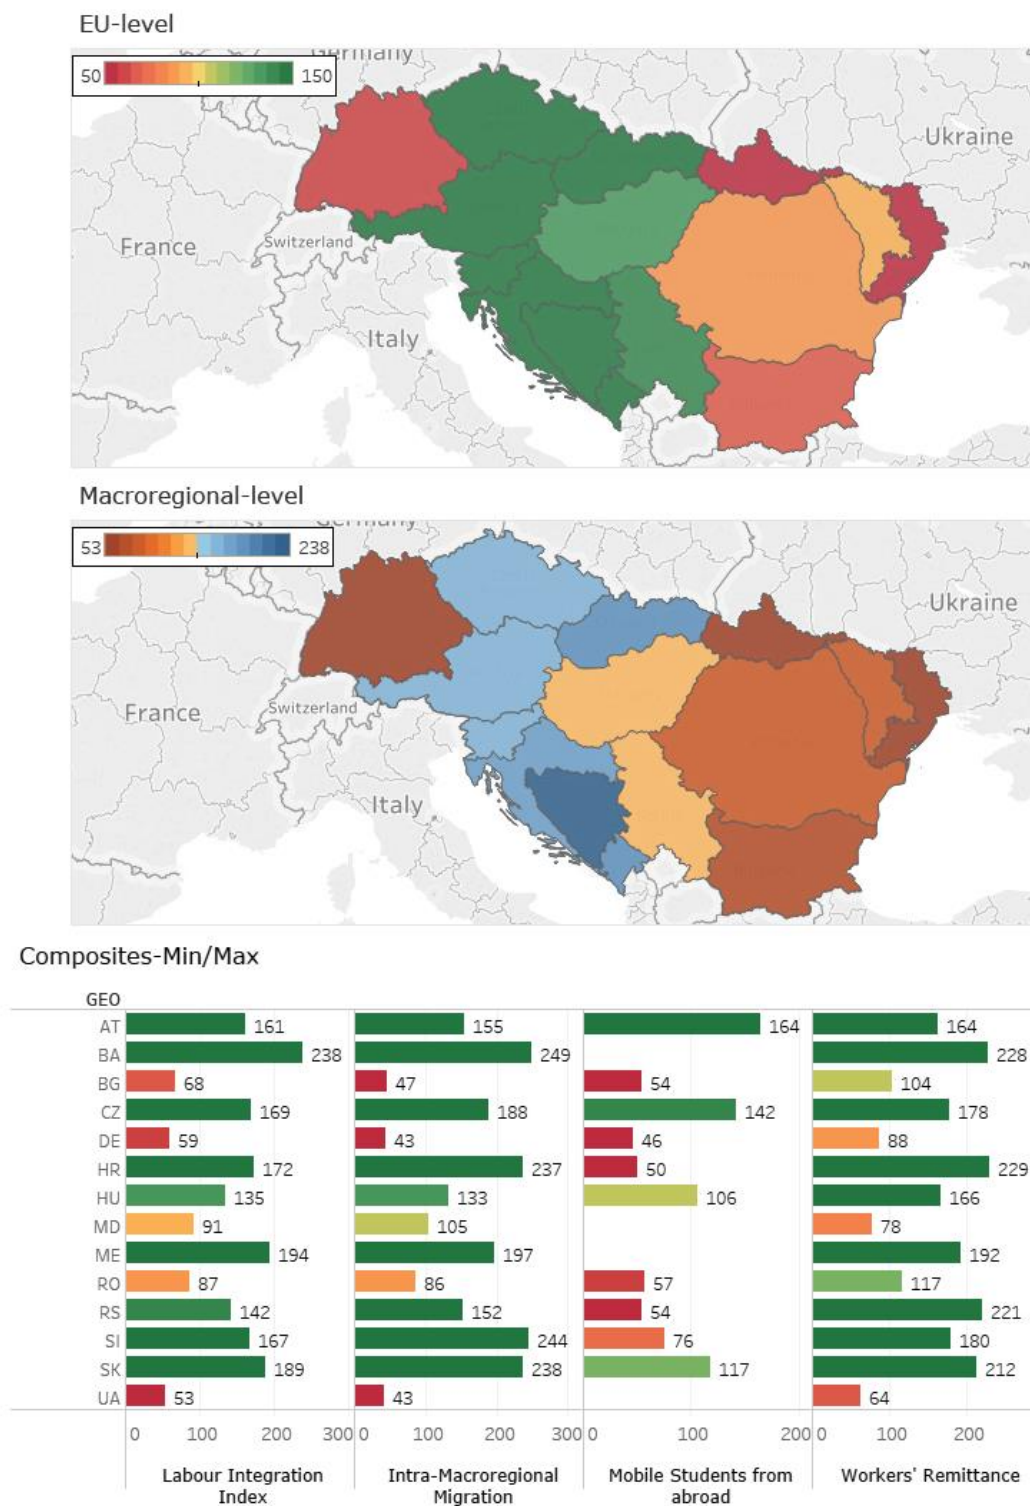 EU-level
Germany
50 150
Ukraine
France
Switzerland
Italy
Macroregional-level
Germany
53 238
Ukraine
France
Switzerland
Italy
Composites-Min/Max
GEO
AT 161 155 164 164
BA 238 249 228
BG 68 47 54 104
CZ 169 188 142 178
DE 59 43 46 88
HR 172 237 50 229
HU 135 133 106 166
MD 91 105 78
ME 194 197 192
RO 87 86 57 117
RS 142 152 54 221
SI 167 244 76 180
SK 189 238 117 212
UA 53 43 64
0 100 200 300 0 100 200 300 0 100 200 0 100 200
Labour Integration Intra-Macroregional Mobile Students from Workers' Remittance
Index Migration abroad